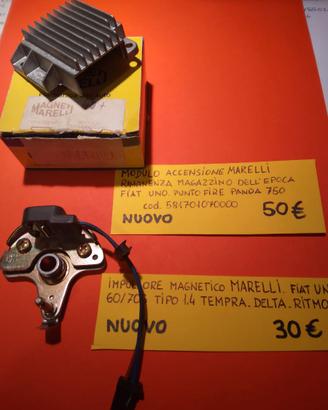 MAGNETI
MARELLI
MODULO ACCENSIONE MARELLI
RIMANENZA MAGAZZINO DELL'EPOCA
FIAT UNO. PUNTO FIRE PANDA 750
cod. 581701070000
NUOVO 50€
IMPULSORE MAGNETICO MARELLI. FIAT UN
60/70S TIPO 1.4 TEMPRA. DELTA. RITMO
NUOVO 30€